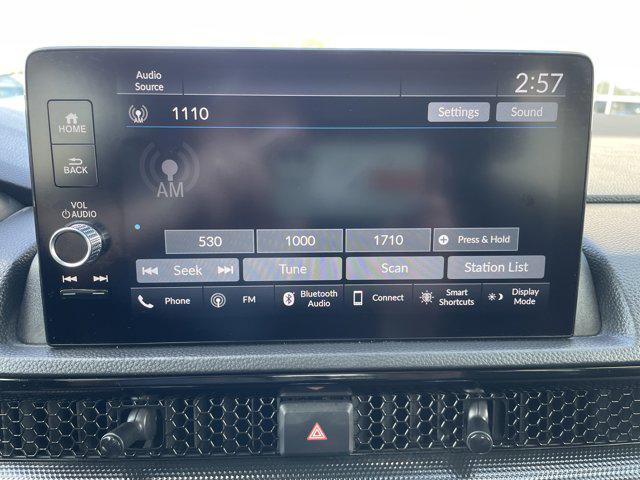 Audio
Source
2:57
1110
Settings
Sound
HOME
BACK
AM
VOL
AUDIO
530
1000
1710
Press & Hold
Seek
Tune
Scan
Station List
Phone
FM
Bluetooth
Audio
Connect
Smart
Shortcuts
Display
Mode